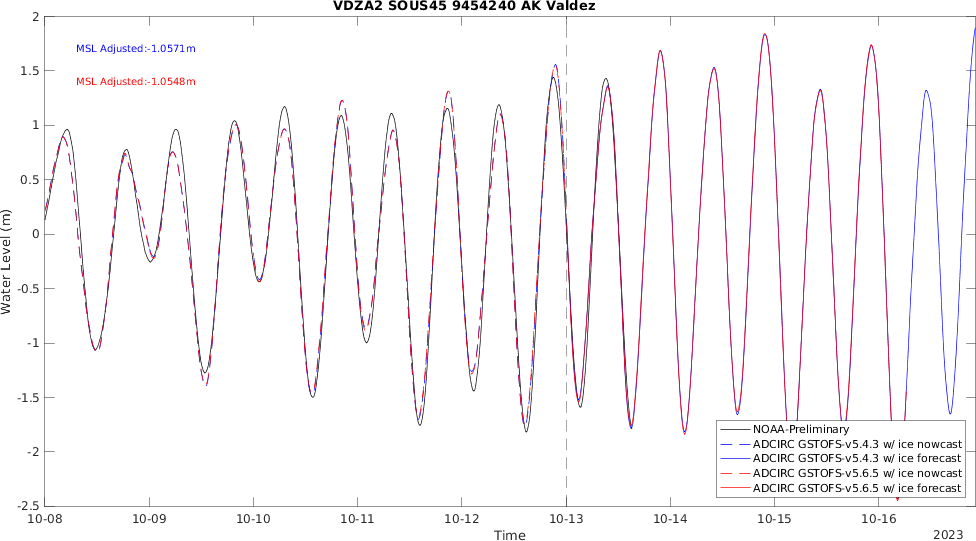 VDZA2 SOUS45 9454240 AK Valdez
MSL Adjusted:-1.0571m
MSL Adjusted:-1.0548m
2
1.5
1
0.5
0
-0.5
-1
-1.5
-2
-2.5
Water Level (m)
NOAA-Preliminary
ADCIRC GSTOFS-v5.4.3 w/ ice nowcast
ADCIRC GSTOFS-v5.4.3 w/ ice forecast
ADCIRC GSTOFS-v5.6.5 w/ ice nowcast
ADCIRC GSTOFS-v5.6.5 w/ ice forecast
10-08 10-09 10-10 10-11 10-12 10-13 10-14 10-15 10-16
2023
Time